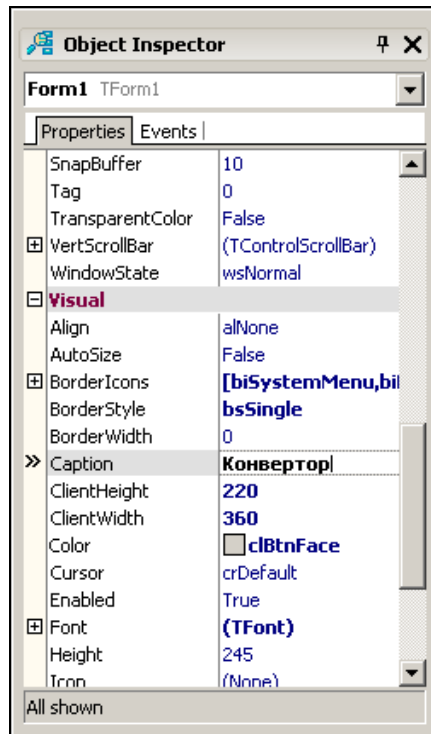 Object Inspector
Form1 TForm1
Properties Events
SnapBuffer 10
Tag 0
TransparentColor False
VertScrollBar (TControlScrollBar)
WindowState wsNormal
Visual
Align alNone
AutoSize False
BorderIcons [biSystemMenu,bi
BorderStyle bsSingle
BorderWidth 0
Caption Конвертор
ClientHeight 220
ClientWidth 360
Color clBtnFace
Cursor crDefault
Enabled True
Font (TFont)
Height 245
Icon (None)
All shown